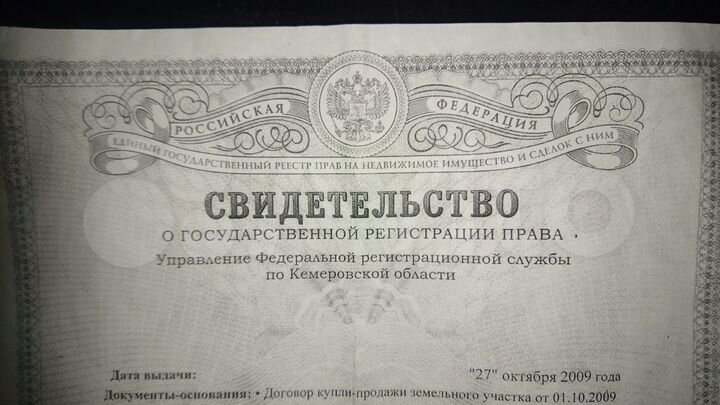 РОССИЙСКАЯ ФЕДЕРАЦИЯ
ЕДИНЫЙ ГОСУДАРСТВЕННЫЙ РЕЕСТР ПРАВ НА НЕДВИЖИМОЕ ИМУЩЕСТВО И СДЕЛОК С НИМ
СВИДЕТЕЛЬСТВО
О ГОСУДАРСТВЕННОЙ РЕГИСТРАЦИИ ПРАВА
Управление Федеральной регистрационной службы
по Кемеровской области
Дата выдачи: "27" октября 2009 года
Документы-основания: • Договор купли-продажи земельного участка от 01.10.2009